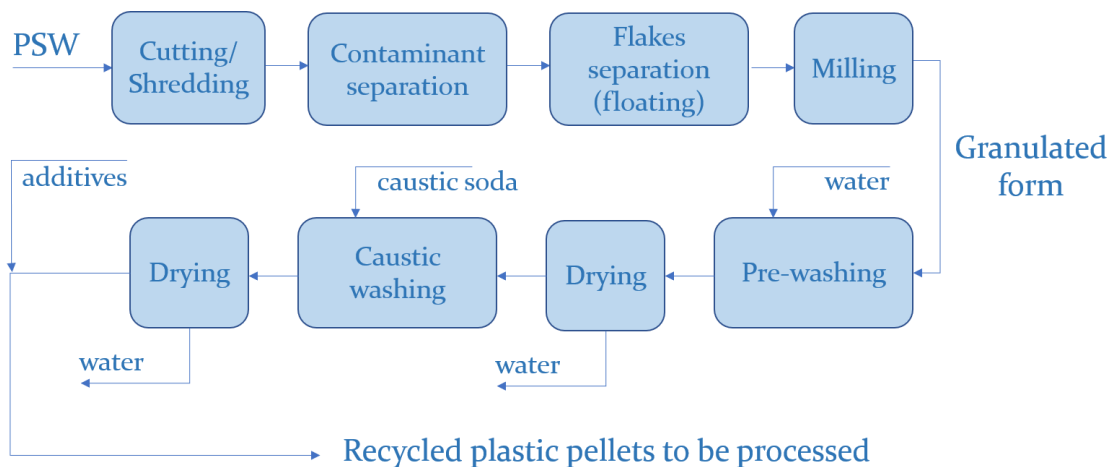 PSW
Cutting/
Shredding
Contaminant
separation
Flakes
separation
(floating)
Milling
Granulated
form
additives
caustic soda
water
Drying
Caustic
washing
Drying
Pre-washing
water
water
Recycled plastic pellets to be processed